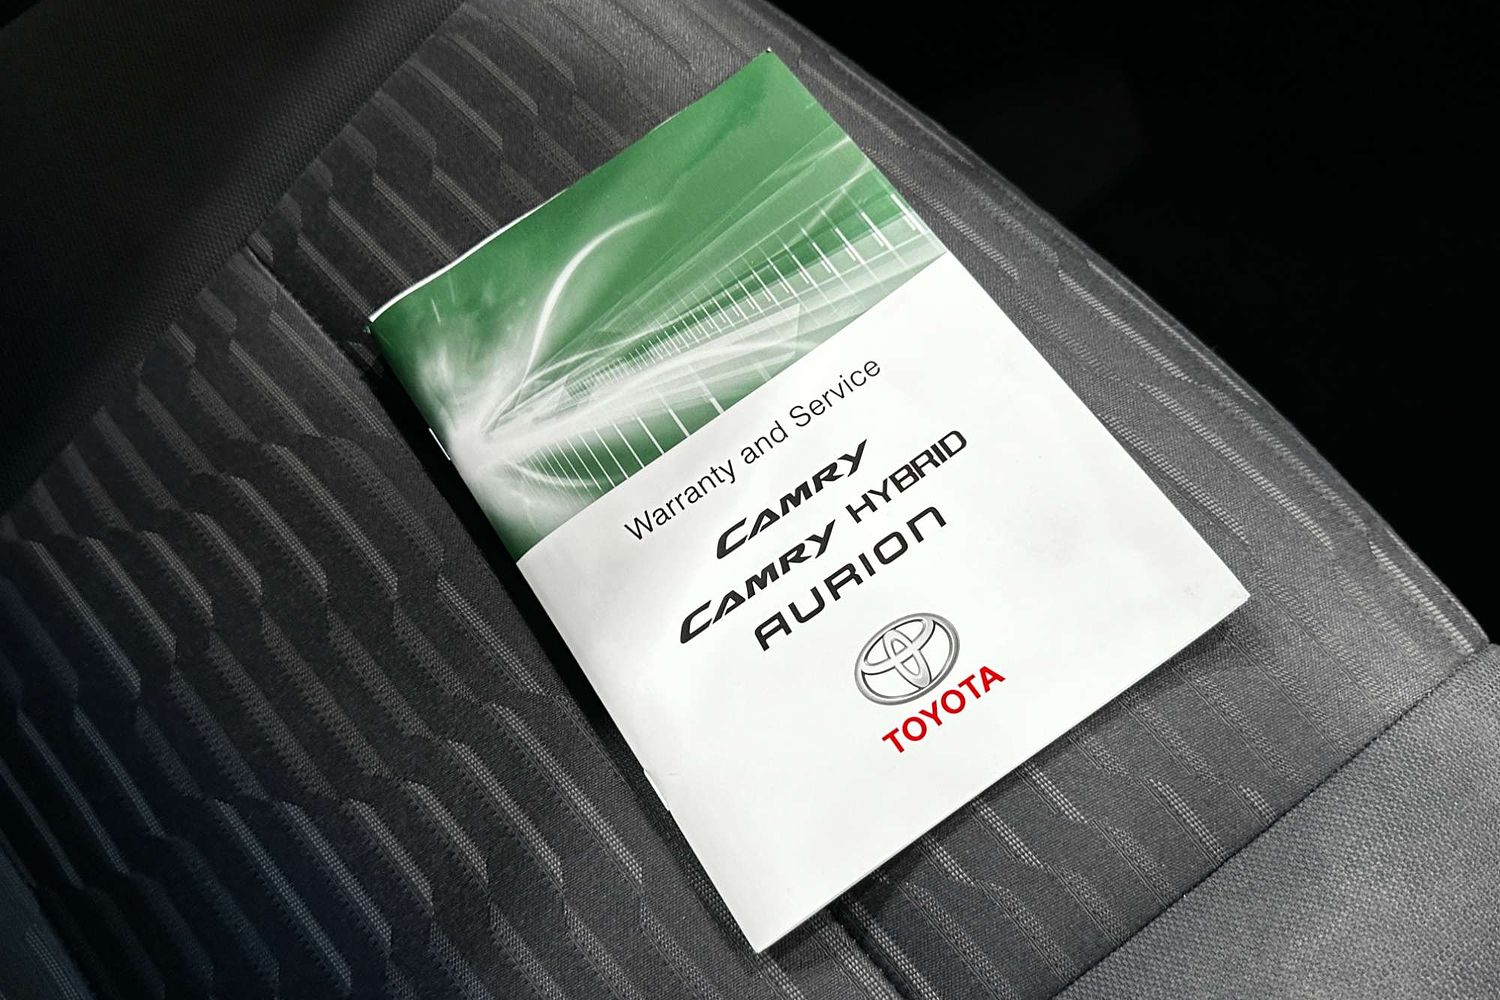 Warranty and Service
CAMRY
CAMRY HYBRID
AURION
TOYOTA